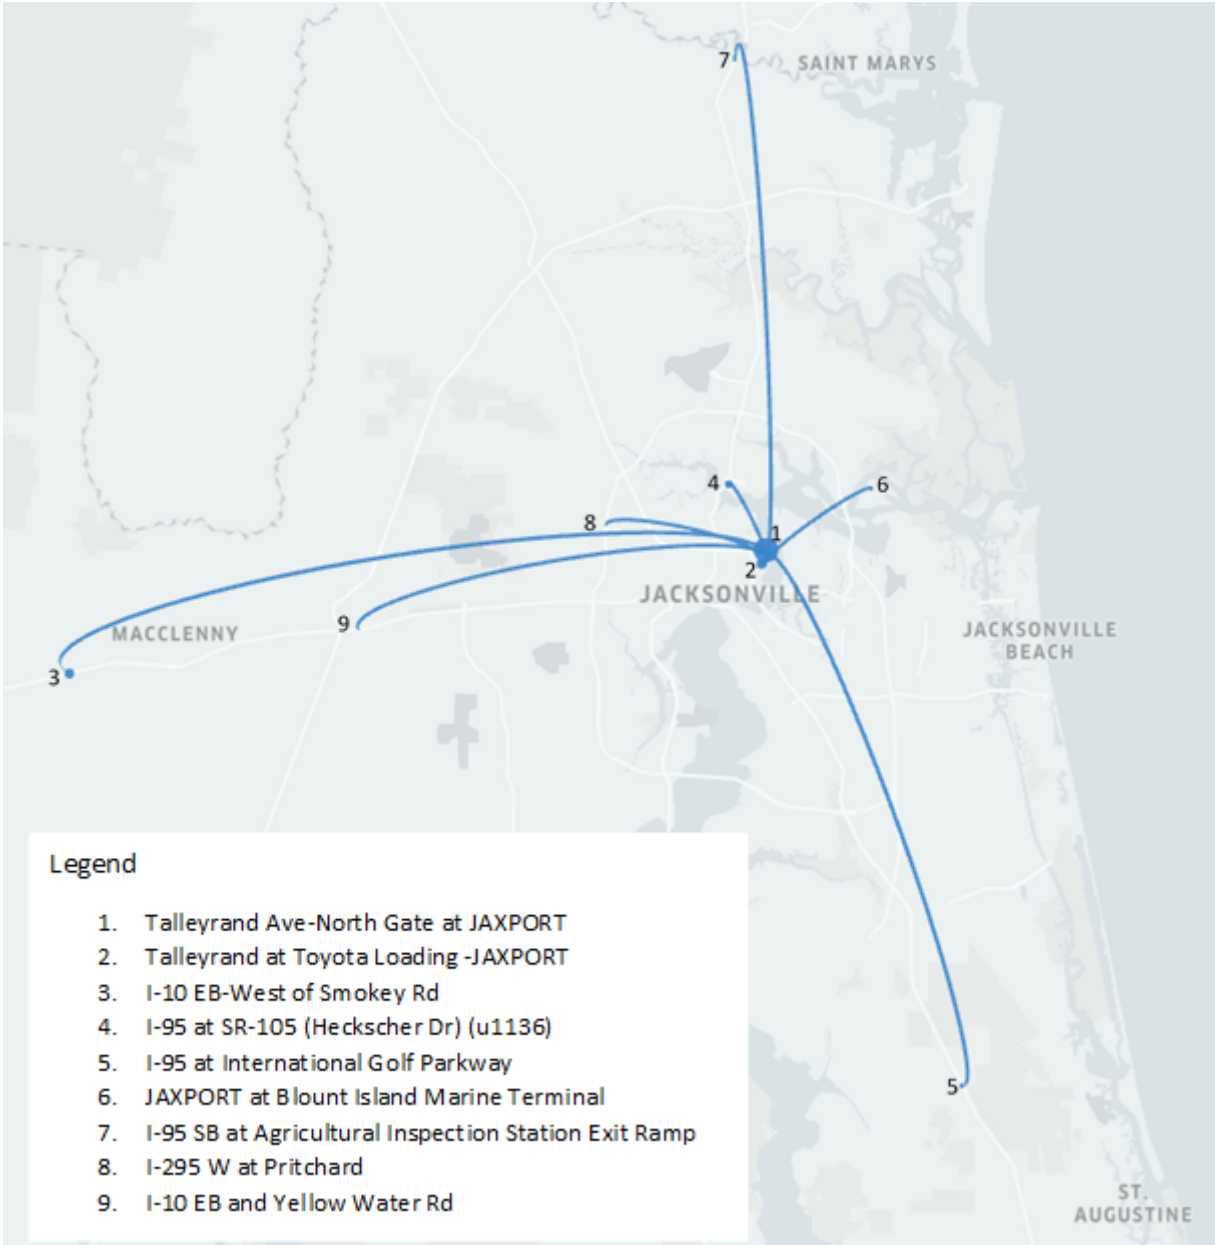 7
SAINT MARYS
4
6
8
1
2
JACKSONVILLE
9
MACCLENNY
JACKSONVILLE
BEACH
3
5
ST.
AUGUSTINE
Legend
1. Talleyrand Ave-North Gate at JAXPORT
2. Talleyrand at Toyota Loading -JAXPORT
3. I-10 EB-West of Smokey Rd
4. I-95 at SR-105 (Heckscher Dr) (u1136)
5. I-95 at International Golf Parkway
6. JAXPORT at Blount Island Marine Terminal
7. I-95 SB at Agricultural Inspection Station Exit Ramp
8. I-295 W at Pritchard
9. I-10 EB and Yellow Water Rd